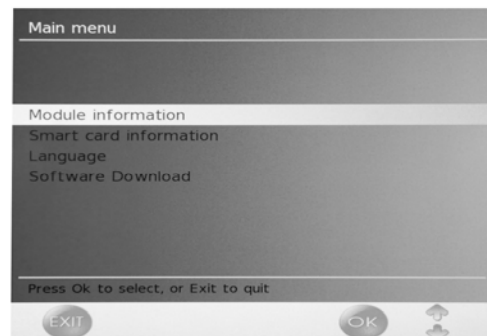 Main menu
Module information
Smart card information
Language
Software Download
Press Ok to select, or Exit to quit
EXIT
OK